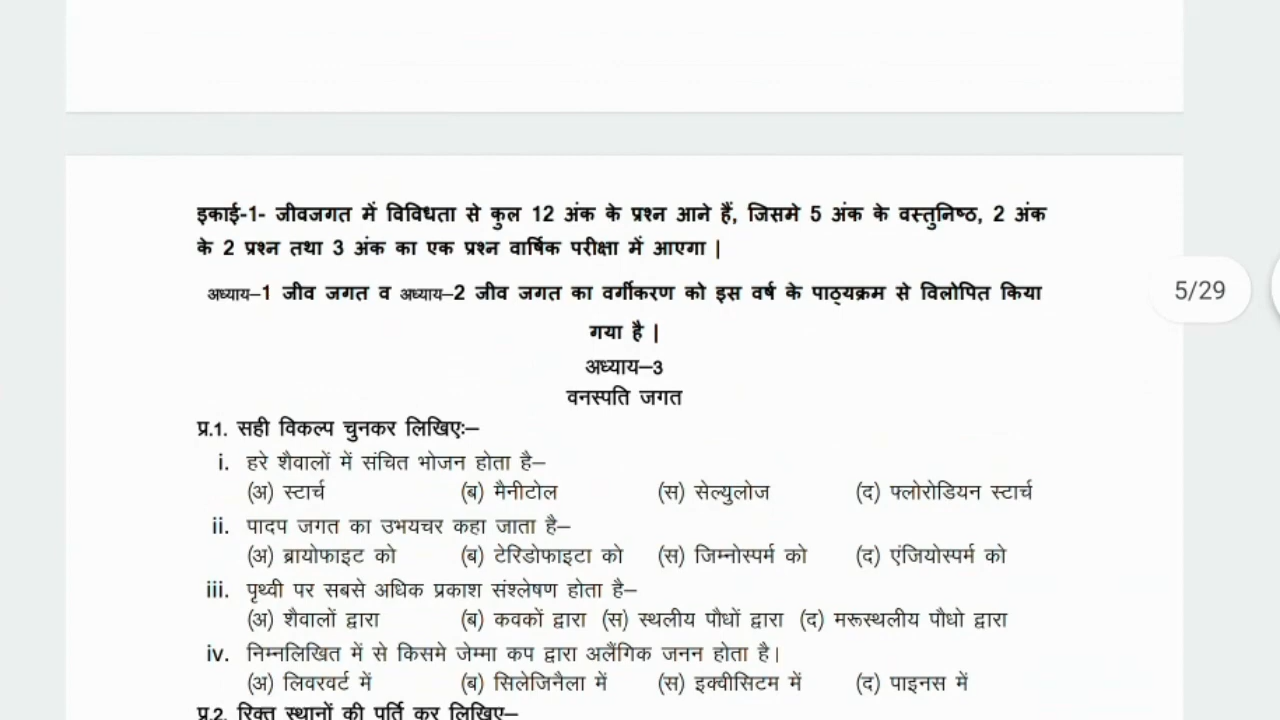 इकाई-1- जीवजगत में विविधता से कुल 12 अंक के प्रश्न आने हैं, जिसमे 5 अंक के वस्तुनिष्ठ, 2 अंक
के 2 प्रश्न तथा 3 अंक का एक प्रश्न वार्षिक परीक्षा में आएगा |
अध्याय–1 जीव जगत व अध्याय–2 जीव जगत का वर्गीकरण को इस वर्ष के पाठ्यक्रम से विलोपित किया
गया है |
5/29
अध्याय–3
वनस्पति जगत
प्र.1. सही विकल्प चुनकर लिखिए:–
i. हरे शैवालों में संचित भोजन होता है–
(अ) स्टार्च (ब) मैनीटोल (स) सेल्युलोज (द) फ्लोरोडियन स्टार्च
ii. पादप जगत का उभयचर कहा जाता है–
(अ) ब्रायोफाइट को (ब) टेरिडोफाइटा को (स) जिम्नोस्पर्म को (द) एंजियोस्पर्म को
iii. पृथ्वी पर सबसे अधिक प्रकाश संश्लेषण होता है–
(अ) शैवालों द्वारा (ब) कवकों द्वारा (स) स्थलीय पौधों द्वारा (द) मरूस्थलीय पौधो द्वारा
iv. निम्नलिखित में से किसमे जेम्मा कप द्वारा अलैंगिक जनन होता है।
(अ) लिवरवर्ट में (ब) सिलेजिनैला में (स) इक्वीसिटम में (द) पाइनस में
प्र.2. रिक्त स्थानों की पूर्ति कर लिखिए–